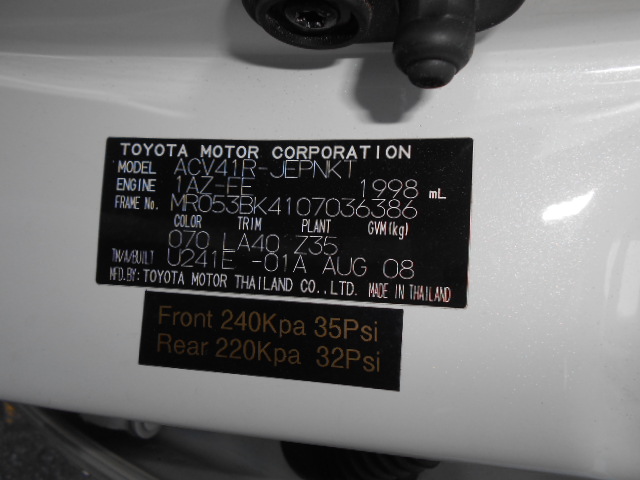 TOYOTA MOTOR CORPORATION
MODEL ACV41R-JEPNKT
ENGINE 1AZ-FE 1998 mL
FRAME No. MR053BK4107036386
COLOR TRIM PLANT GVM(kg)
070 LA40 Z35
TM/A/BUILT U241E -01A AUG 08
MFD.BY: TOYOTA MOTOR THAILAND CO.,LTD. MADE IN THAILAND
Front 240Kpa 35Psi
Rear 220Kpa 32Psi